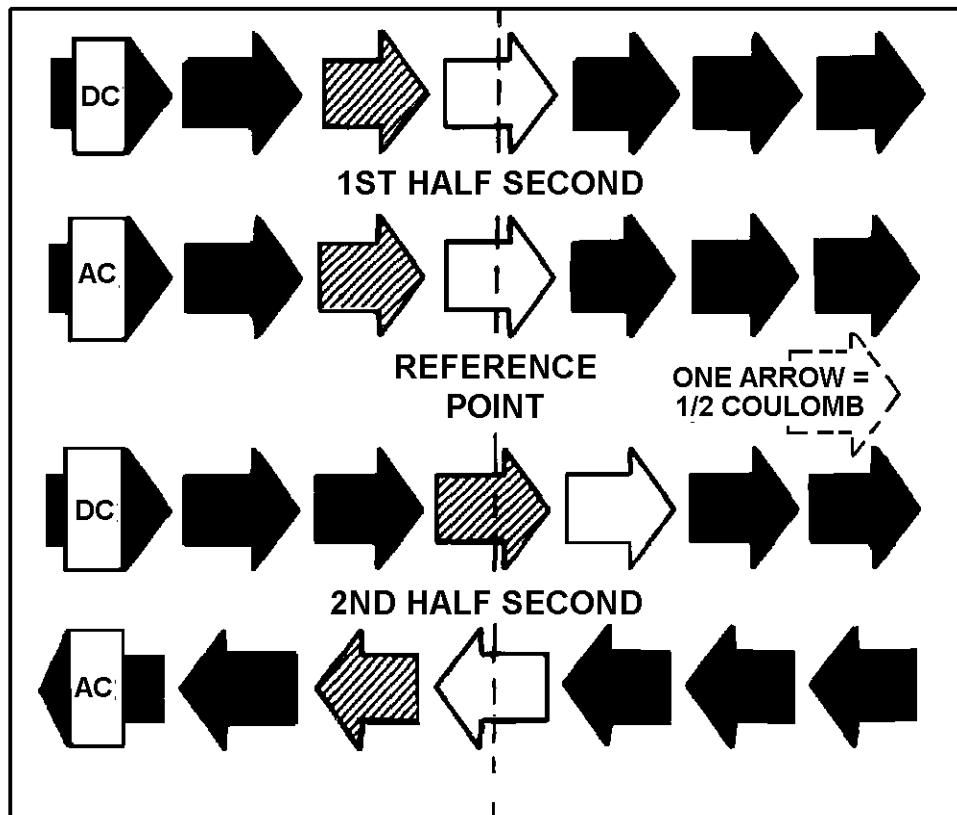 DC
1ST HALF SECOND
AC
REFERENCE
POINT
ONE ARROW =
1/2 COULOMB
DC
2ND HALF SECOND
AC